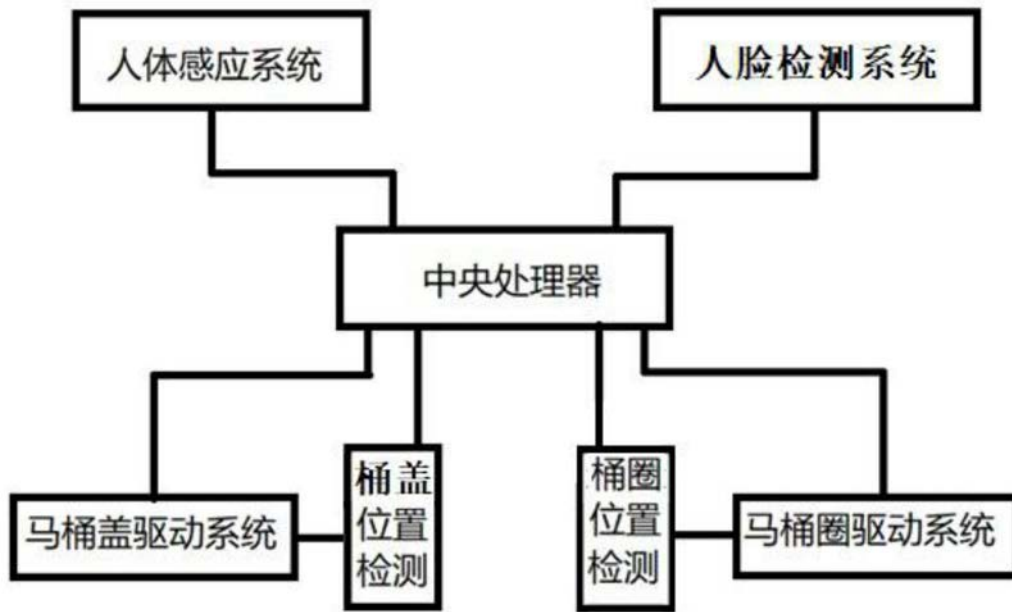 人体感应系统
人脸检测系统
中央处理器
马桶盖驱动系统
桶盖
位置
检测
桶圈
位置
检测
马桶圈驱动系统